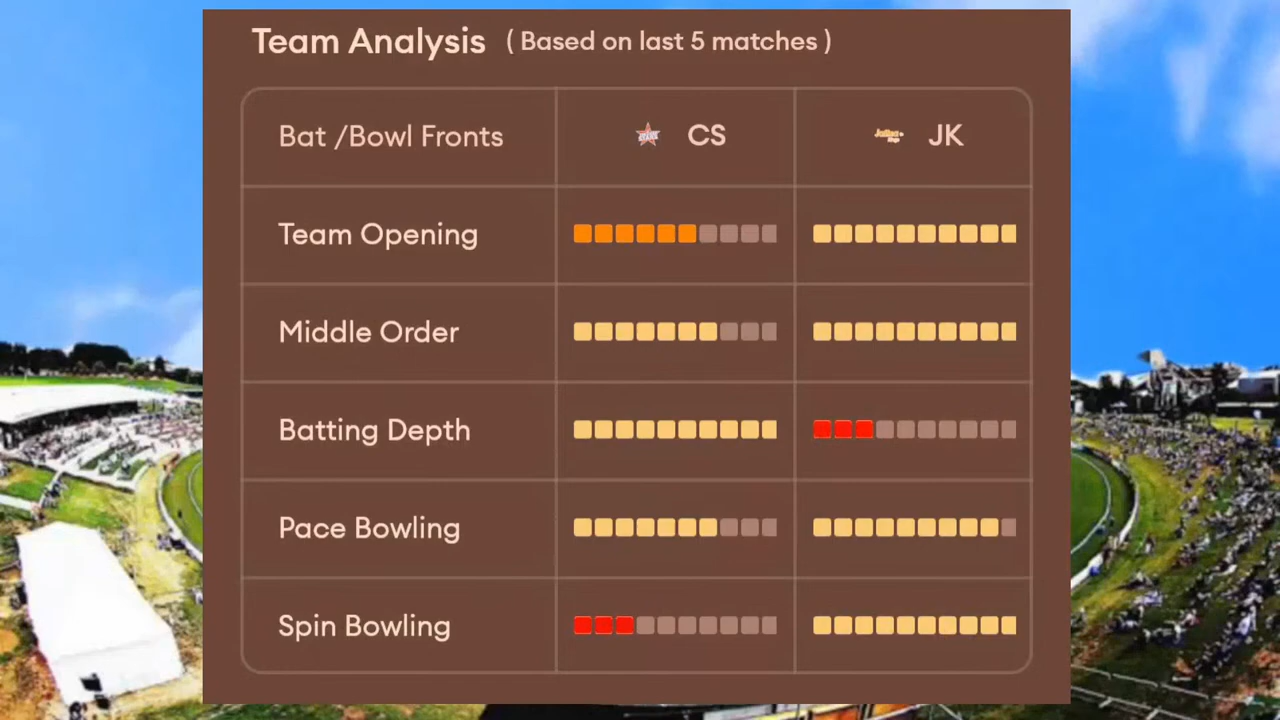 Team Analysis ( Based on last 5 matches )
Bat /Bowl Fronts CS JK
Team Opening
Middle Order
Batting Depth
Pace Bowling
Spin Bowling